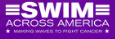 SWIM
ACROSS AMERICA
MAKING WAVES TO FIGHT CANCER